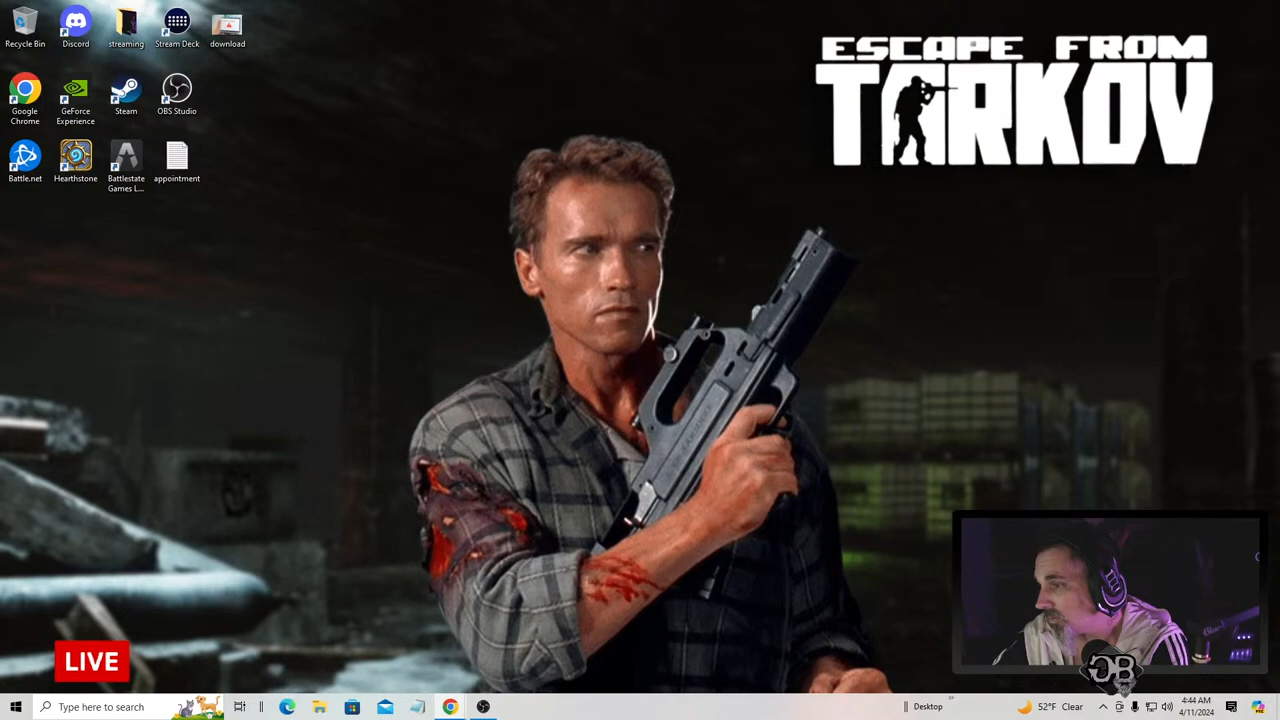 Recycle Bin
Discord
streaming
Stream Deck
download
Google Chrome
GeForce Experience
Steam
OBS Studio
Battle.net
Hearthstone
Battlestate Games L...
appointment
ESCAPE FROM
TARKOV
LIVE
Type here to search
Desktop
52°F Clear
4:44 AM
4/11/2024